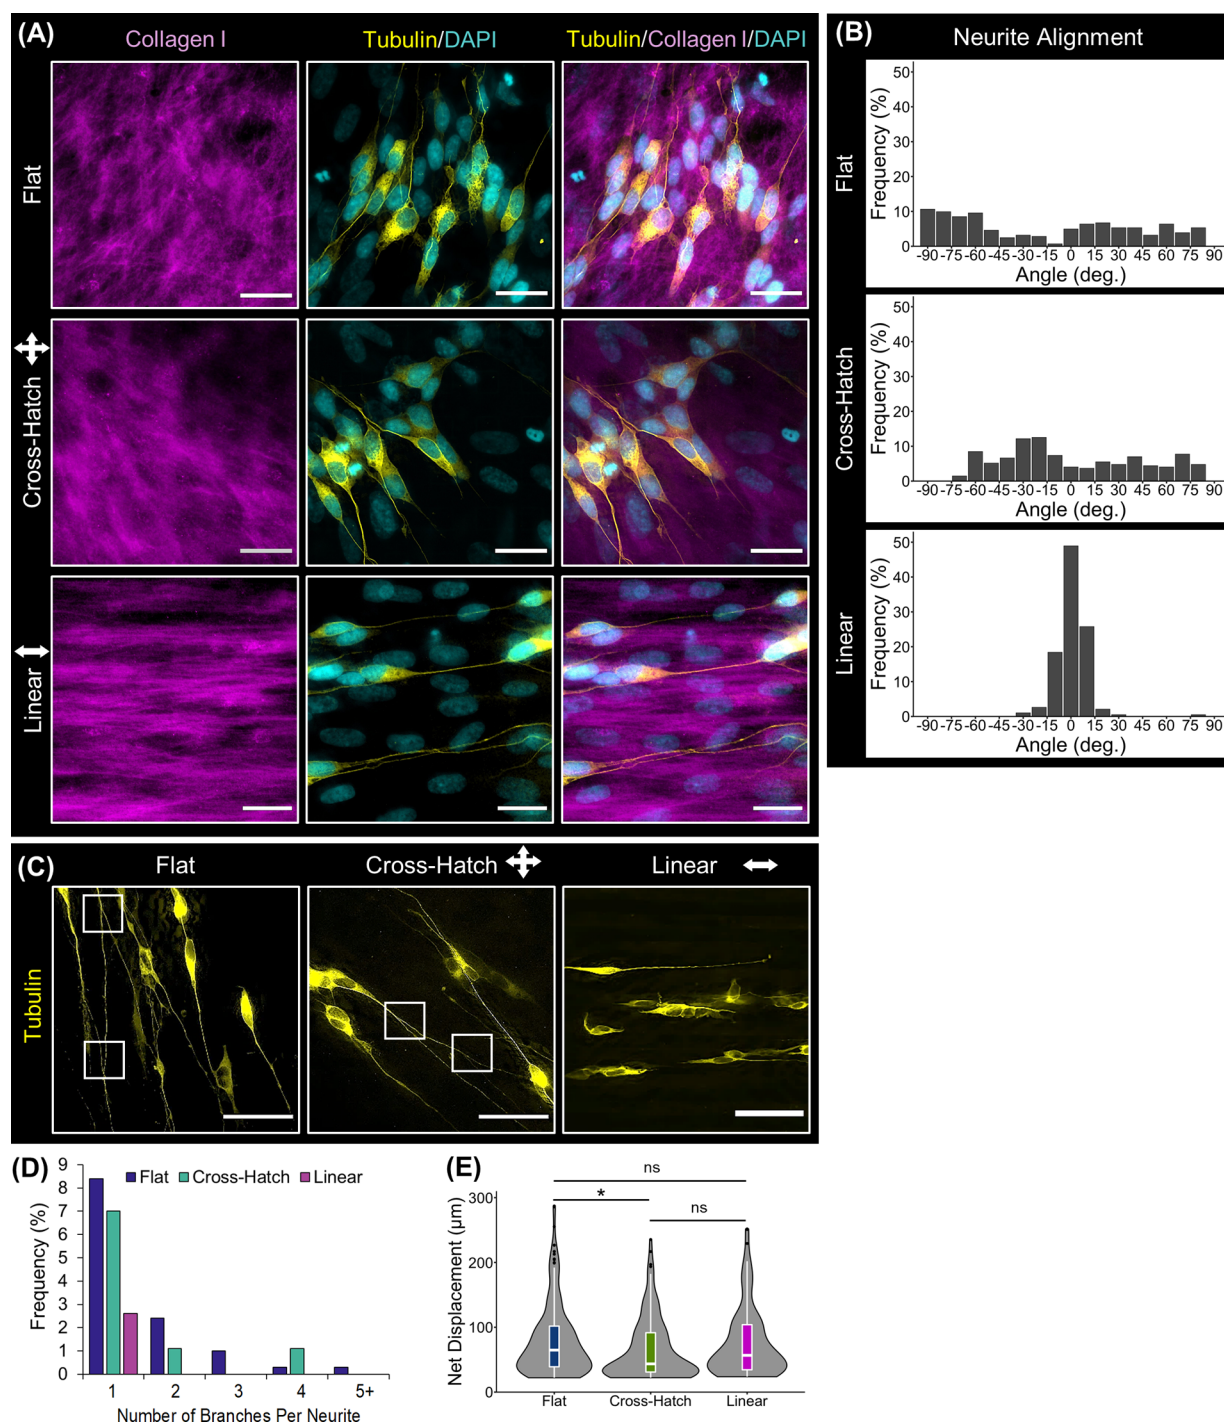 (A)
Collagen I
Tubulin/DAPI
Tubulin/Collagen I/DAPI
Flat
Cross-Hatch
Linear
(B)
Neurite Alignment
Flat
Frequency (%)
50
40
30
20
10
0
-90 -75 -60 -45 -30 -15 0 15 30 45 60 75 90
Angle (deg.)
Cross-Hatch
Frequency (%)
50
40
30
20
10
0
-90 -75 -60 -45 -30 -15 0 15 30 45 60 75 90
Angle (deg.)
Linear
Frequency (%)
50
40
30
20
10
0
-90 -75 -60 -45 -30 -15 0 15 30 45 60 75 90
Angle (deg.)
(C)
Flat
Cross-Hatch
Linear
Tubulin
(D)
Flat Cross-Hatch Linear
Frequency (%)
9
8
7
6
5
4
3
2
1
0
1 2 3 4 5+
Number of Branches Per Neurite
(E)
ns
*
ns
Net Displacement (µm)
300
200
100
0
Flat Cross-Hatch Linear